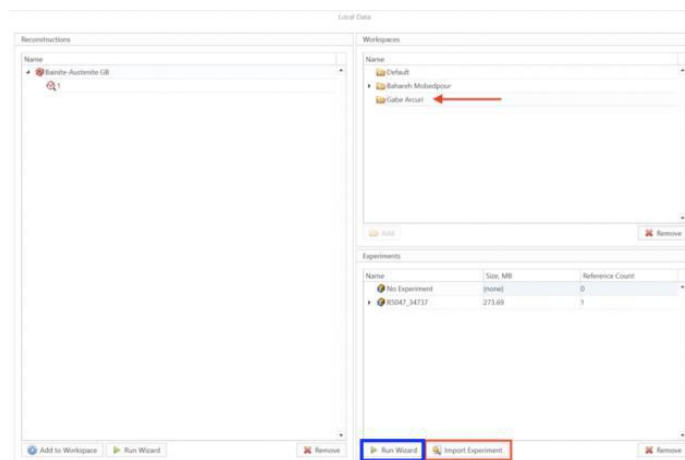 Local Data
Reconstructions
Name
Bainite-Austenite GB
1
Add to Workspace
Run Wizard
Remove
Workspaces
Name
Default
Bahareh Mobedpour
Gabe Arcuri
Add
Remove
Experiments
Name Size, MB Reference Count
No Experiment (none) 0
R5047_34737 273.69 1
Run Wizard
Import Experiment
Remove